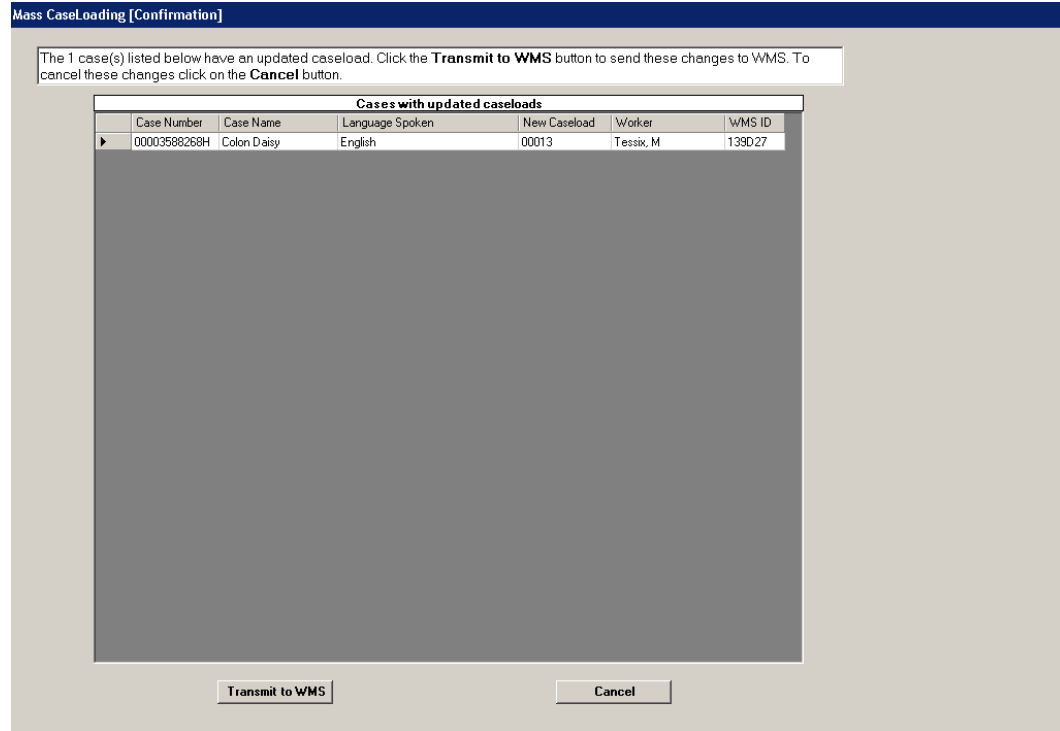 Mass CaseLoading [Confirmation]
The 1 case(s) listed below have an updated caseload. Click the Transmit to WMS button to send these changes to WMS. To
cancel these changes click on the Cancel button.
Cases with updated caseloads
Case Number Case Name Language Spoken New Caseload Worker WMS ID
00003588268H Colon Daisy English 00013 Tessix, M 139D27
Transmit to WMS Cancel